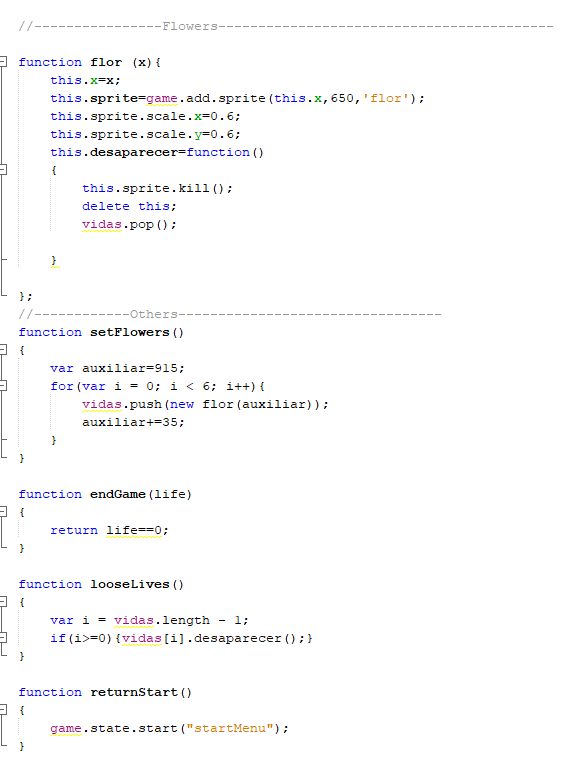 //----------------Flowers------------------------------------------
function flor (x){
    this.x=x;
    this.sprite=game.add.sprite(this.x,650,'flor');
    this.sprite.scale.x=0.6;
    this.sprite.scale.y=0.6;
    this.desaparecer=function()
    {
        this.sprite.kill();
        delete this;
        vidas.pop();
    }
};
//------------Others---------------------------------
function setFlowers()
{
    var auxiliar=915;
    for(var i = 0; i < 6; i++){
        vidas.push(new flor(auxiliar));
        auxiliar+=35;
    }
}
function endGame(life)
{
    return life==0;
}
function looseLives()
{
    var i = vidas.length - 1;
    if(i>=0){vidas[i].desaparecer();}
}
function returnStart()
{
    game.state.start("startMenu");
}